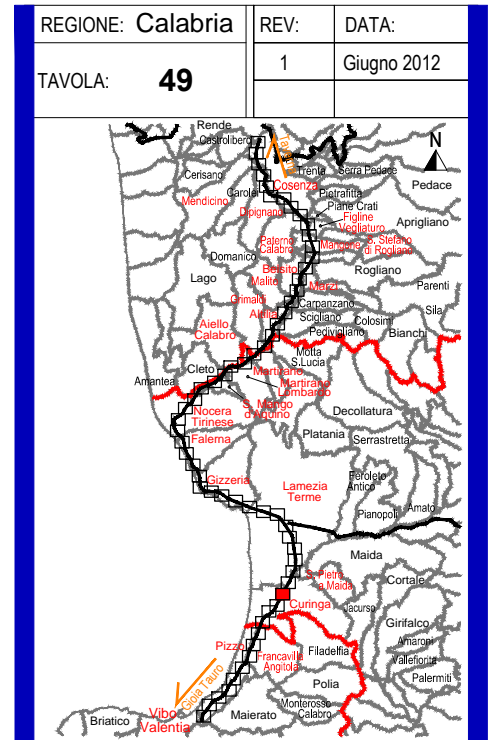 REGIONE: Calabria
REV:
DATA:
TAVOLA: 49
1
Giugno 2012
Rende
Castrolibero
N
Trenta
Serra Pedace
Cerisano
Cosenza
Pedace
Carolei
Pietrafitta
Mendicino
Piane Crati
Dipignano
Figline
Vegliaturo
Aprigliano
Paterno
Calabro
Mangone
S. Stefano
di Rogliano
Domanico
Belsito
Rogliano
Lago
Malito
Marzi
Parenti
Grimaldi
Carpanzano
Altilia
Scigliano
Colosimi
Sila
Aiello
Calabro
Pedivigliano
Bianchi
Motta
S.Lucia
Cleto
Martirano
Amantea
Martirano
Lombardo
S. Mango
d'Aquino
Nocera
Tirinese
Decollatura
Falerna
Platania
Serrastretta
Gizzeria
Lamezia
Terme
Feroleto
Antico
Pianopoli
Amato
Maida
S. Pietro
a Maida
Cortale
Curinga
Jacurso
Girifalco
Pizzo
Amaroni
Francavilla
Angitola
Filadelfia
Vallefiorita
Gioia Tauro
Polia
Palermiti
Vibo
Valentia
Monterosso
Calabro
Briatico
Maierato